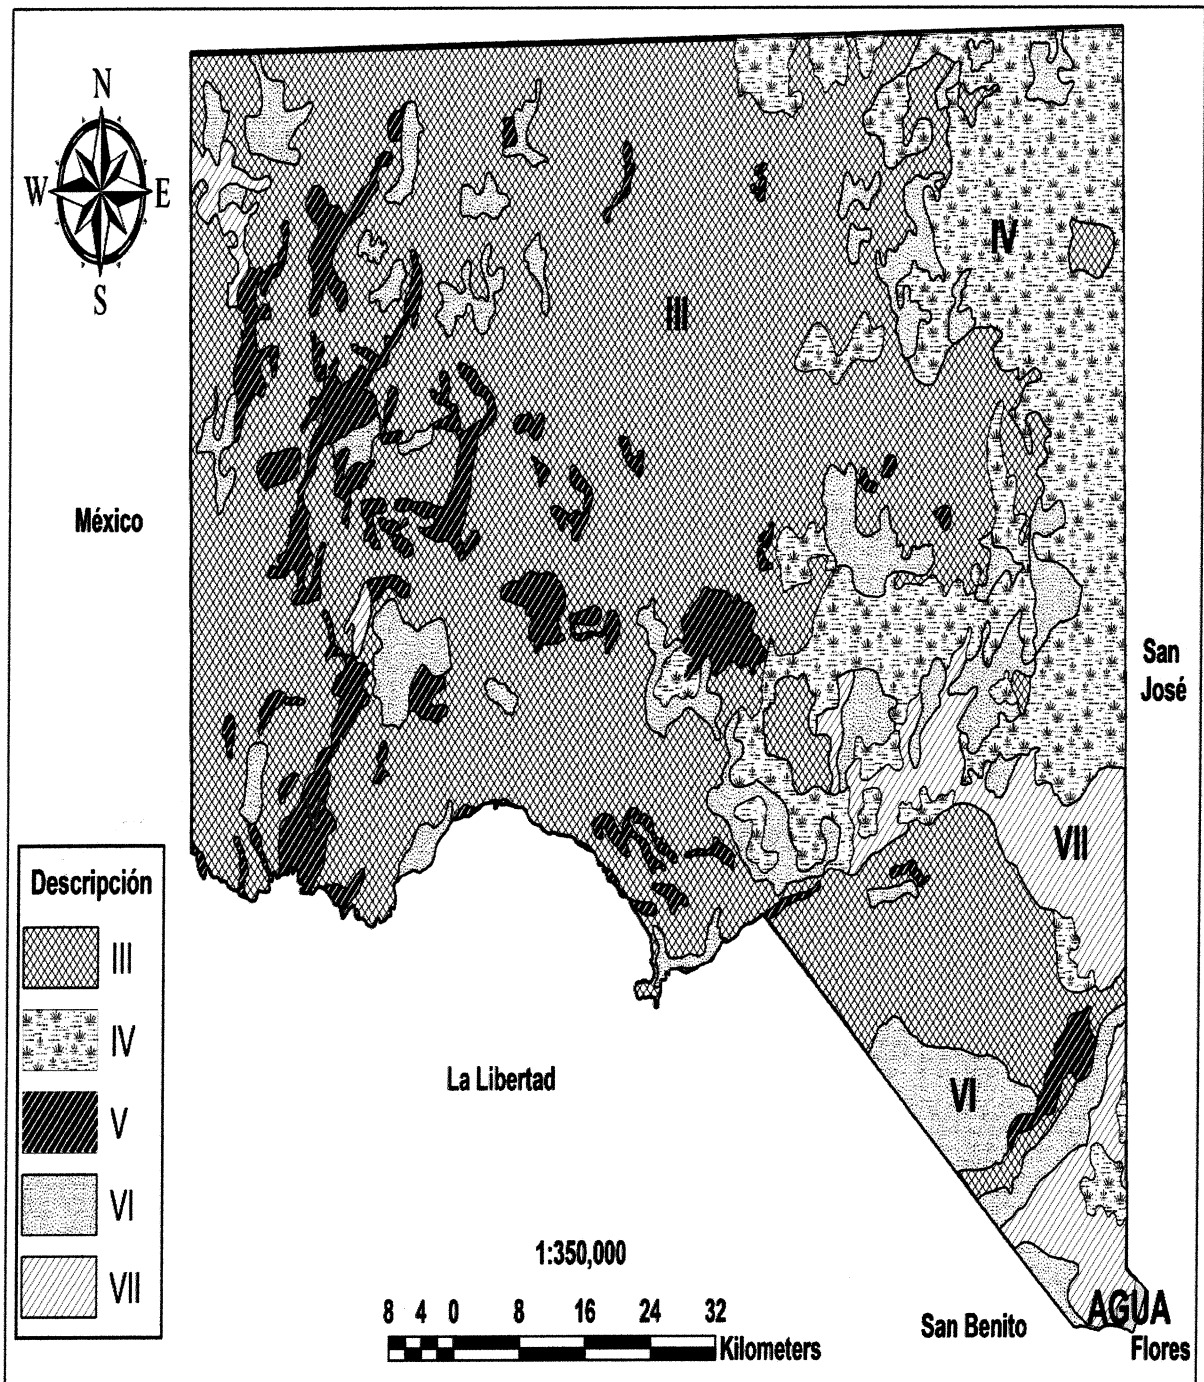 N
W E
S
IV
III
México
San
José
VII
Descripción
III
IV
V
VI
VII
La Libertad
VI
1:350,000
8 4 0 8 16 24 32
Kilometers
San Benito
AGUA
Flores